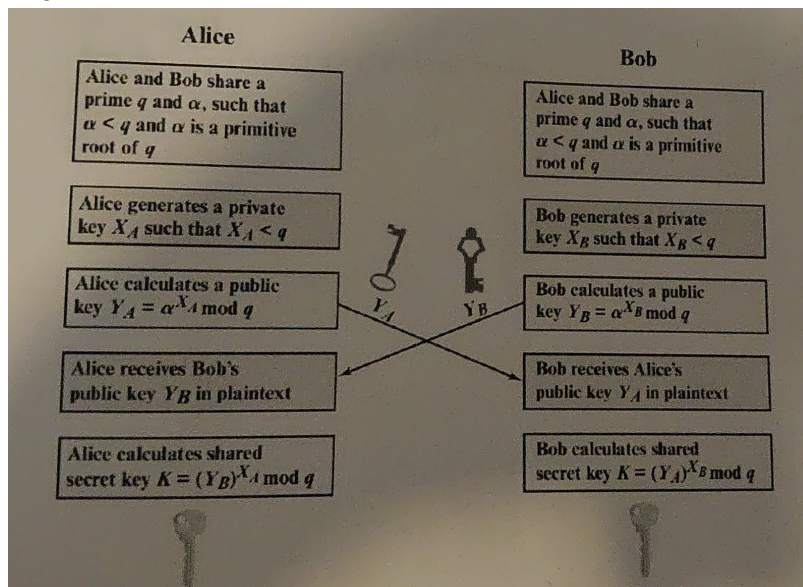 Alice
Alice and Bob share a
prime q and α, such that
α < q and α is a primitive
root of q
Alice generates a private
key X_A such that X_A < q
Alice calculates a public
key Y_A = α^{X_A} mod q
Alice receives Bob's
public key Y_B in plaintext
Alice calculates shared
secret key K = (Y_B)^{X_A} mod q
Y_A
Y_B
Bob
Alice and Bob share a
prime q and α, such that
α < q and α is a primitive
root of q
Bob generates a private
key X_B such that X_B < q
Bob calculates a public
key Y_B = α^{X_B} mod q
Bob receives Alice's
public key Y_A in plaintext
Bob calculates shared
secret key K = (Y_A)^{X_B} mod q